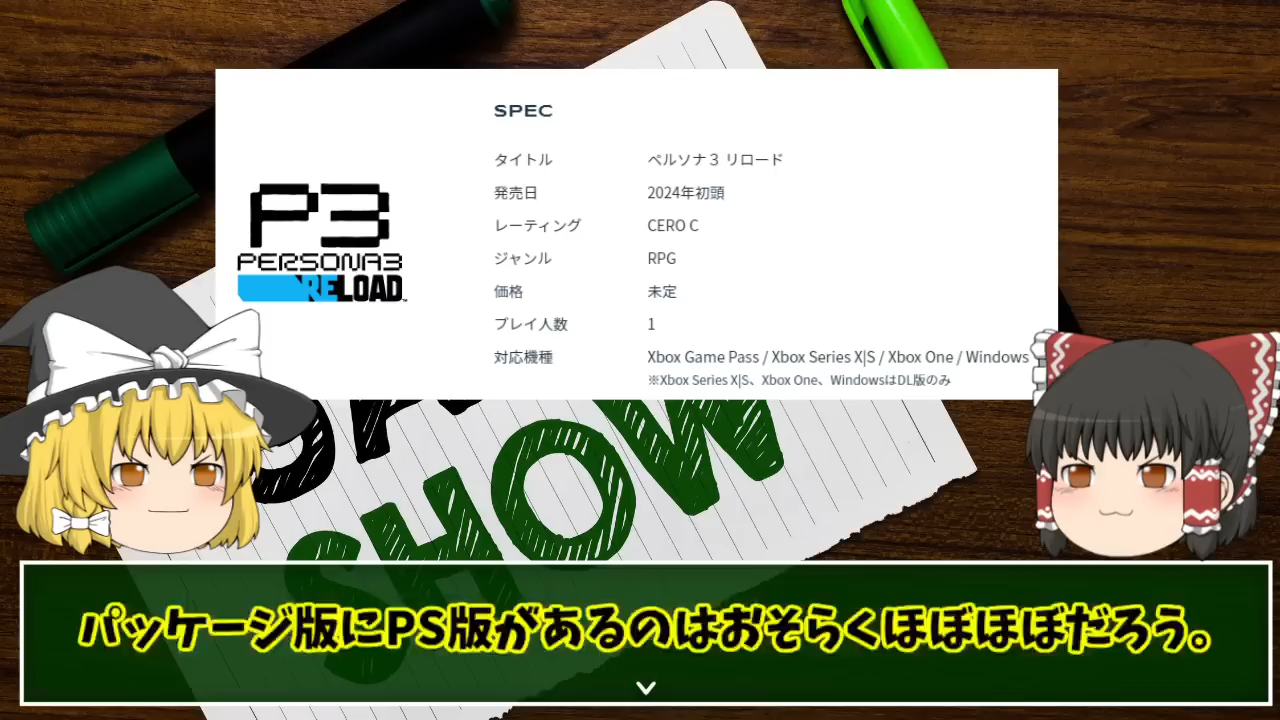 SPEC
タイトル ペルソナ３ リロード
発売日 2024年初頭
レーティング CERO C
ジャンル RPG
価格 未定
プレイ人数 1
対応機種 Xbox Game Pass / Xbox Series X|S / Xbox One / Windows
※Xbox Series X|S、Xbox One、WindowsはDL版のみ
P3
PERSONA3
RELOAD™
SHOW
パッケージ版にPS版があるのはおそらくほぼほぼだろう。